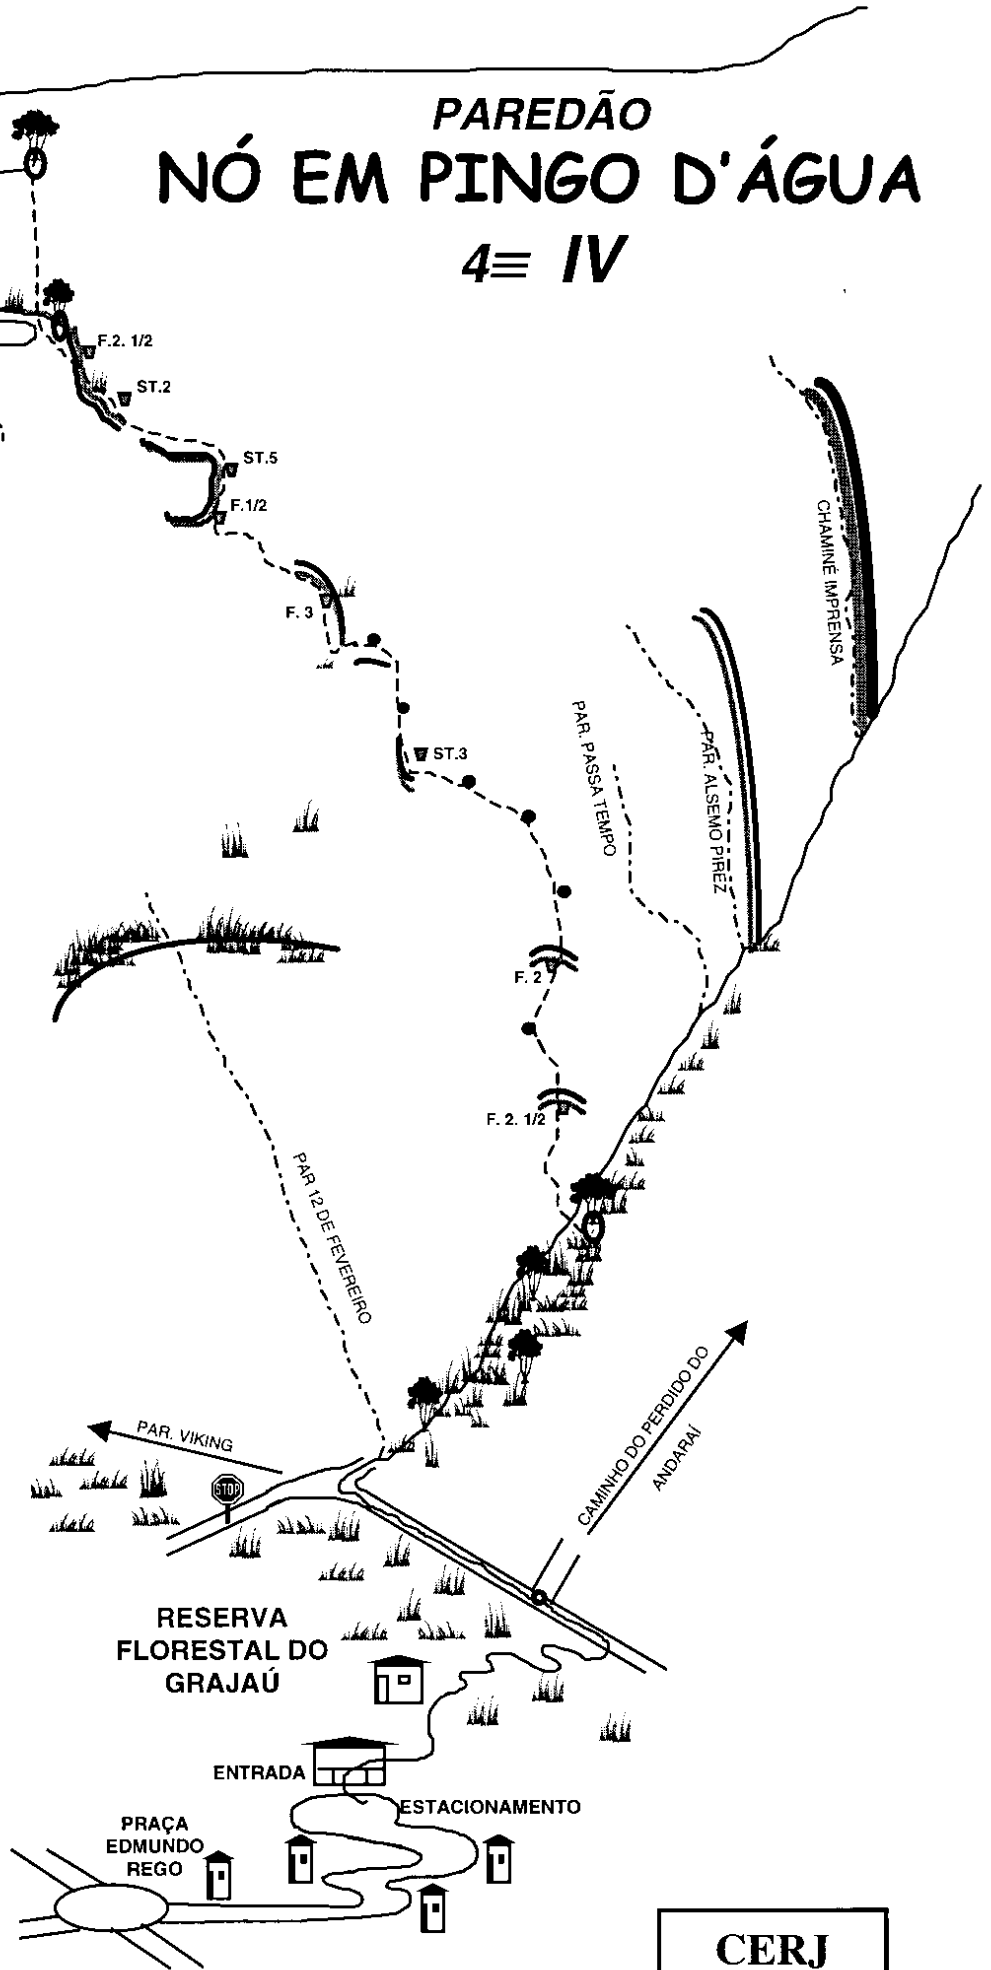 PAREDÃO
NÓ EM PINGO D'ÁGUA
4≡ IV
F.2. 1/2
ST.2
ST.5
F.1/2
F. 3
ST.3
CHAMINÉ IMPRENSA
PAR. PASSA TEMPO
PAR. ALSEMO PIREZ
F. 2
F. 2. 1/2
PAR 12 DE FEVEREIRO
PAR. VIKING
STOP
CAMINHO DO PERDIDO DO
ANDARAÍ
RESERVA
FLORESTAL DO
GRAJAÚ
ENTRADA
ESTACIONAMENTO
PRAÇA
EDMUNDO
REGO
CERJ